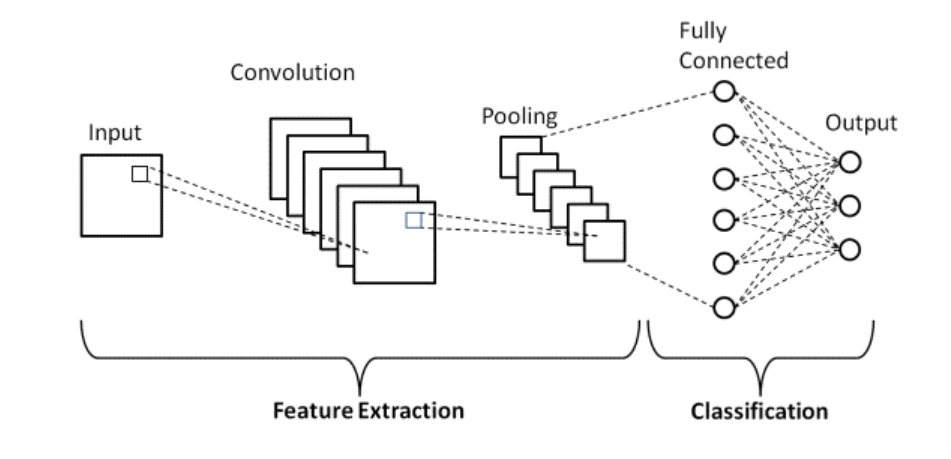 Input
Convolution
Pooling
Fully
Connected
Output
Feature Extraction
Classification